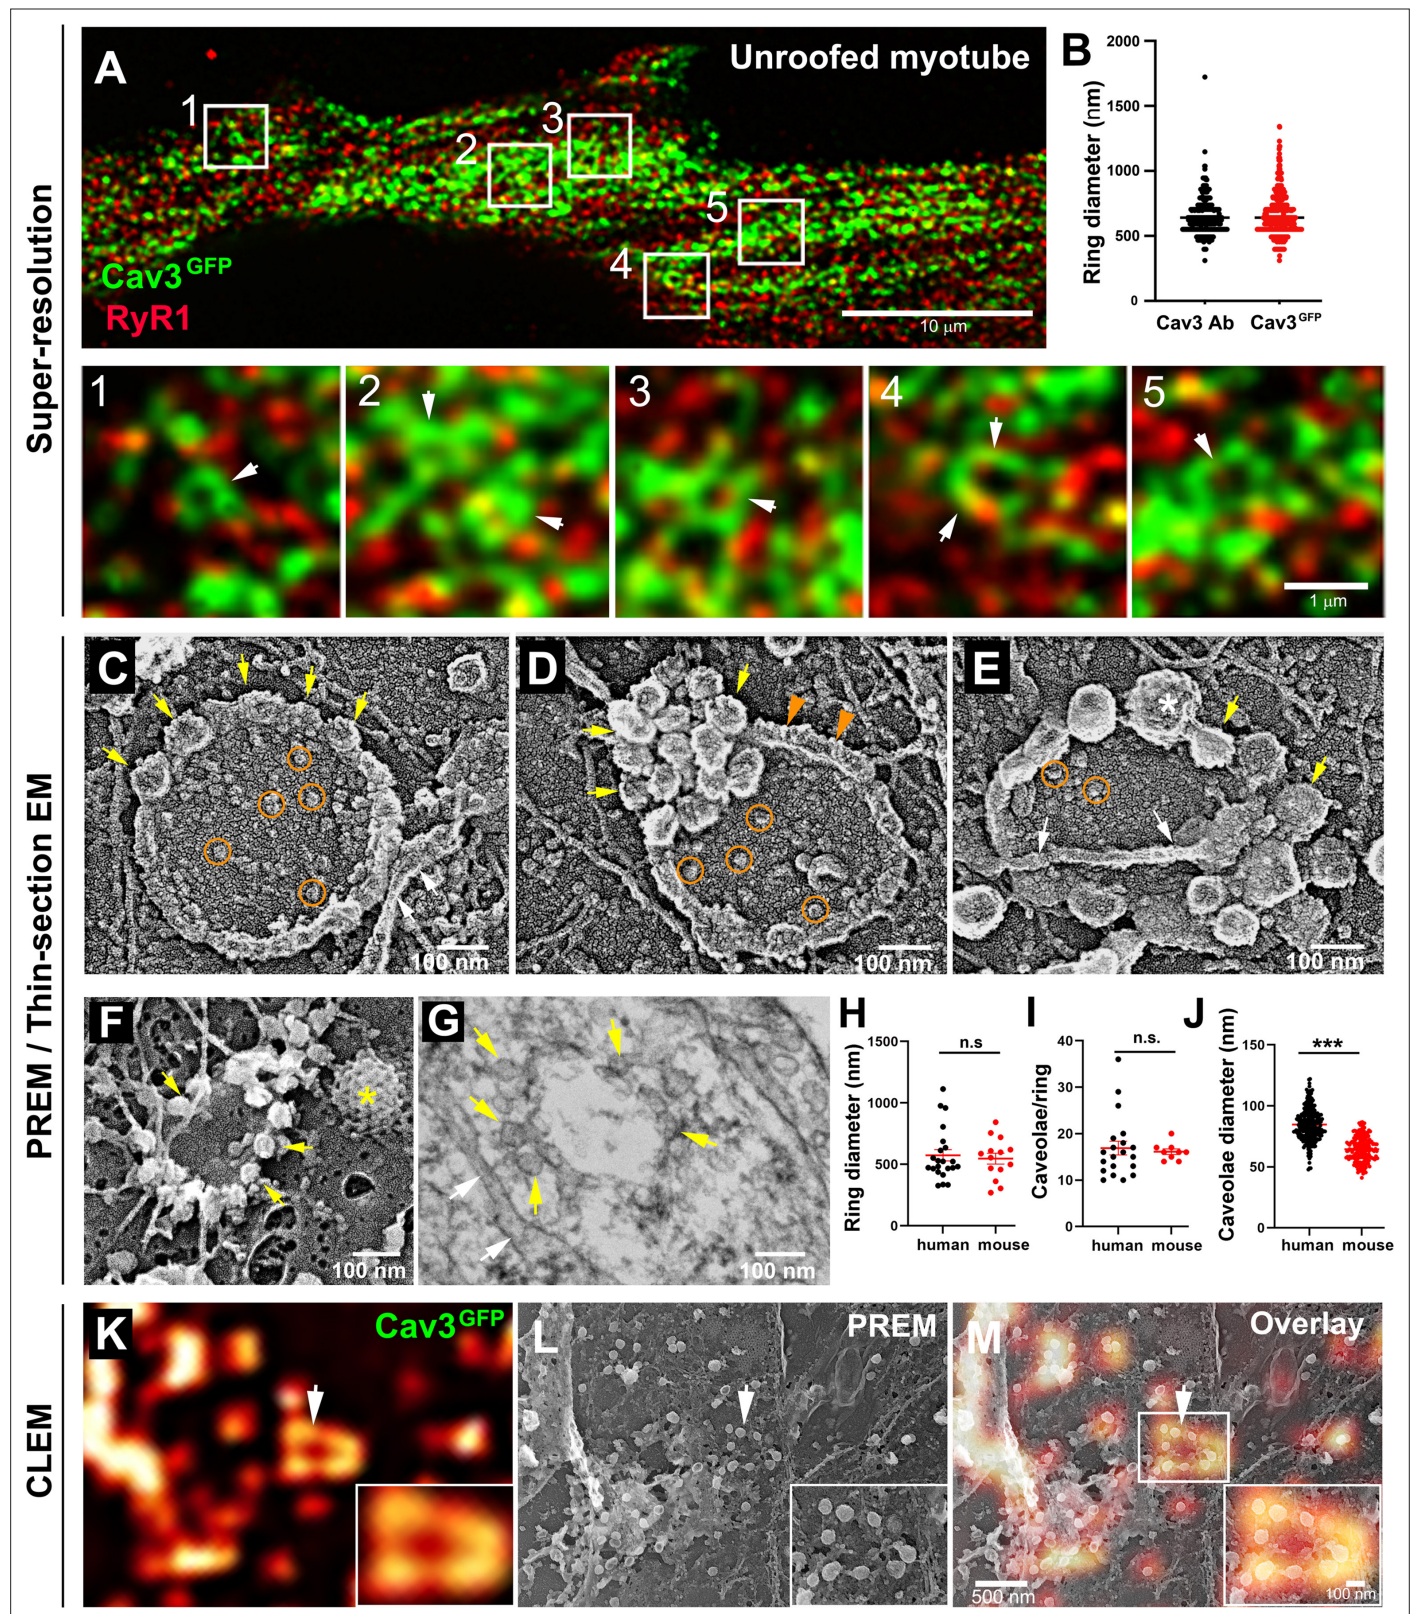 Super-resolution
A
Unroofed myotube
1
2
3
4
5
Cav3GFP
RyR1
10 µm
B
Ring diameter (nm)
2000
1500
1000
500
0
Cav3 Ab
Cav3GFP
1
2
3
4
5
1 µm
PREM / Thin-section EM
C
100 nm
D
100 nm
E
*
100 nm
F
*
100 nm
G
100 nm
H
Ring diameter (nm)
1500
1000
500
0
n.s
human
mouse
I
Caveolae/ring
40
30
20
10
0
n.s.
human
mouse
J
Caveolae diameter (nm)
150
100
50
0
***
human
mouse
CLEM
K
Cav3GFP
L
PREM
M
Overlay
500 nm
100 nm